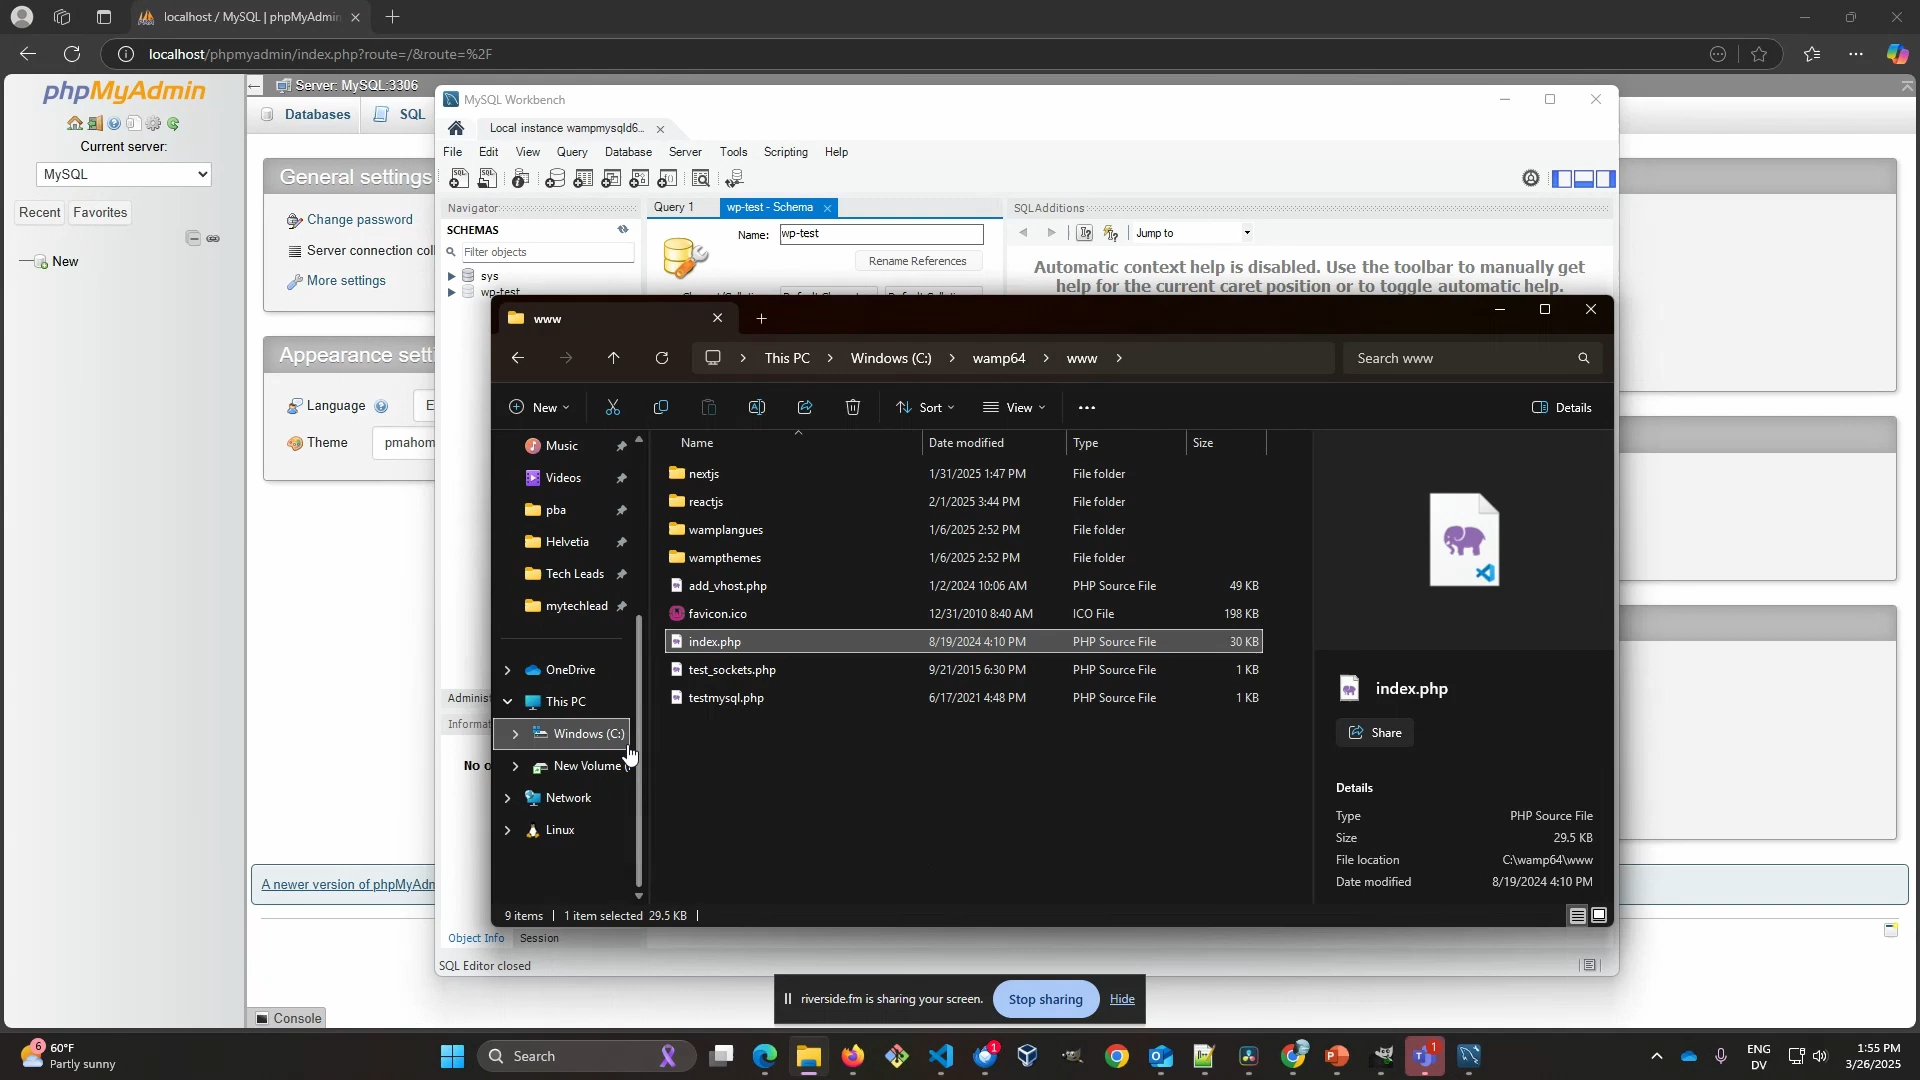 localhost / MySQL | phpMyAdmin
localhost/phpmyadmin/index.php?route=/&route=%2F
phpMyAdmin
Current server:
MySQL
Recent
Favorites
New
Server: MySQL:3306
Databases
SQL
General settings
Change password
Server connection coll
More settings
Appearance sett
Language
E
Theme
pmahom
A newer version of phpMyAdn
Console
MySQL Workbench
Local instance wampmysqld6...
File Edit View Query Database Server Tools Scripting Help
Navigator
SCHEMAS
Filter objects
sys
wp-test
Query 1
wp-test - Schema
Name:
wp-test
Rename References
SQLAdditions
Jump to
Automatic context help is disabled. Use the toolbar to manually get
help for the current caret position or to toggle automatic help.
Administ
Informat
No o
Object Info Session
SQL Editor closed
www
This PC > Windows (C:) > wamp64 > www >
Search www
New
Sort
View
Details
Music
Videos
pba
Helvetia
Tech Leads
mytechlead
OneDrive
This PC
Windows (C:)
New Volume (
Network
Linux
Name Date modified Type Size
nextjs 1/31/2025 1:47 PM File folder
reactjs 2/1/2025 3:44 PM File folder
wamplangues 1/6/2025 2:52 PM File folder
wampthemes 1/6/2025 2:52 PM File folder
add_vhost.php 1/2/2024 10:06 AM PHP Source File 49 KB
favicon.ico 12/31/2010 8:40 AM ICO File 198 KB
index.php 8/19/2024 4:10 PM PHP Source File 30 KB
test_sockets.php 9/21/2015 6:30 PM PHP Source File 1 KB
testmysql.php 6/17/2021 4:48 PM PHP Source File 1 KB
index.php
Share
Details
Type PHP Source File
Size 29.5 KB
File location C:\wamp64\www
Date modified 8/19/2024 4:10 PM
9 items 1 item selected 29.5 KB
riverside.fm is sharing your screen.
Stop sharing
Hide
6
60°F
Partly sunny
Search
1
1
ENG
DV
1:55 PM
3/26/2025